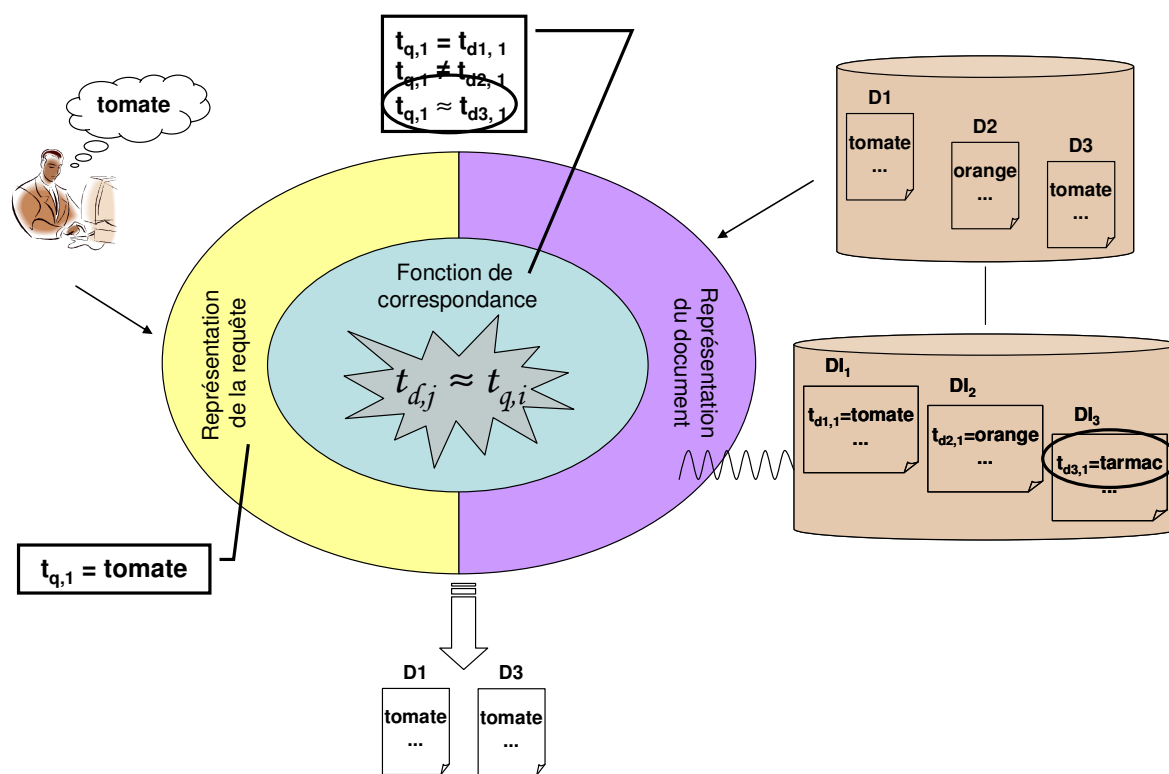 t_q,1 = t_d1, 1
t_q,1 ≠ t_d2, 1
t_q,1 ≈ t_d3, 1
tomate
D1
tomate
...
D2
orange
...
D3
tomate
...
Fonction de
correspondance
t_d,j ≈ t_q,i
Représentation
de la requête
Représentation
du document
DI₁
t_d1,1=tomate
...
DI₂
t_d2,1=orange
...
DI₃
t_d3,1=tarmac
...
t_q,1 = tomate
D1
tomate
...
D3
tomate
...